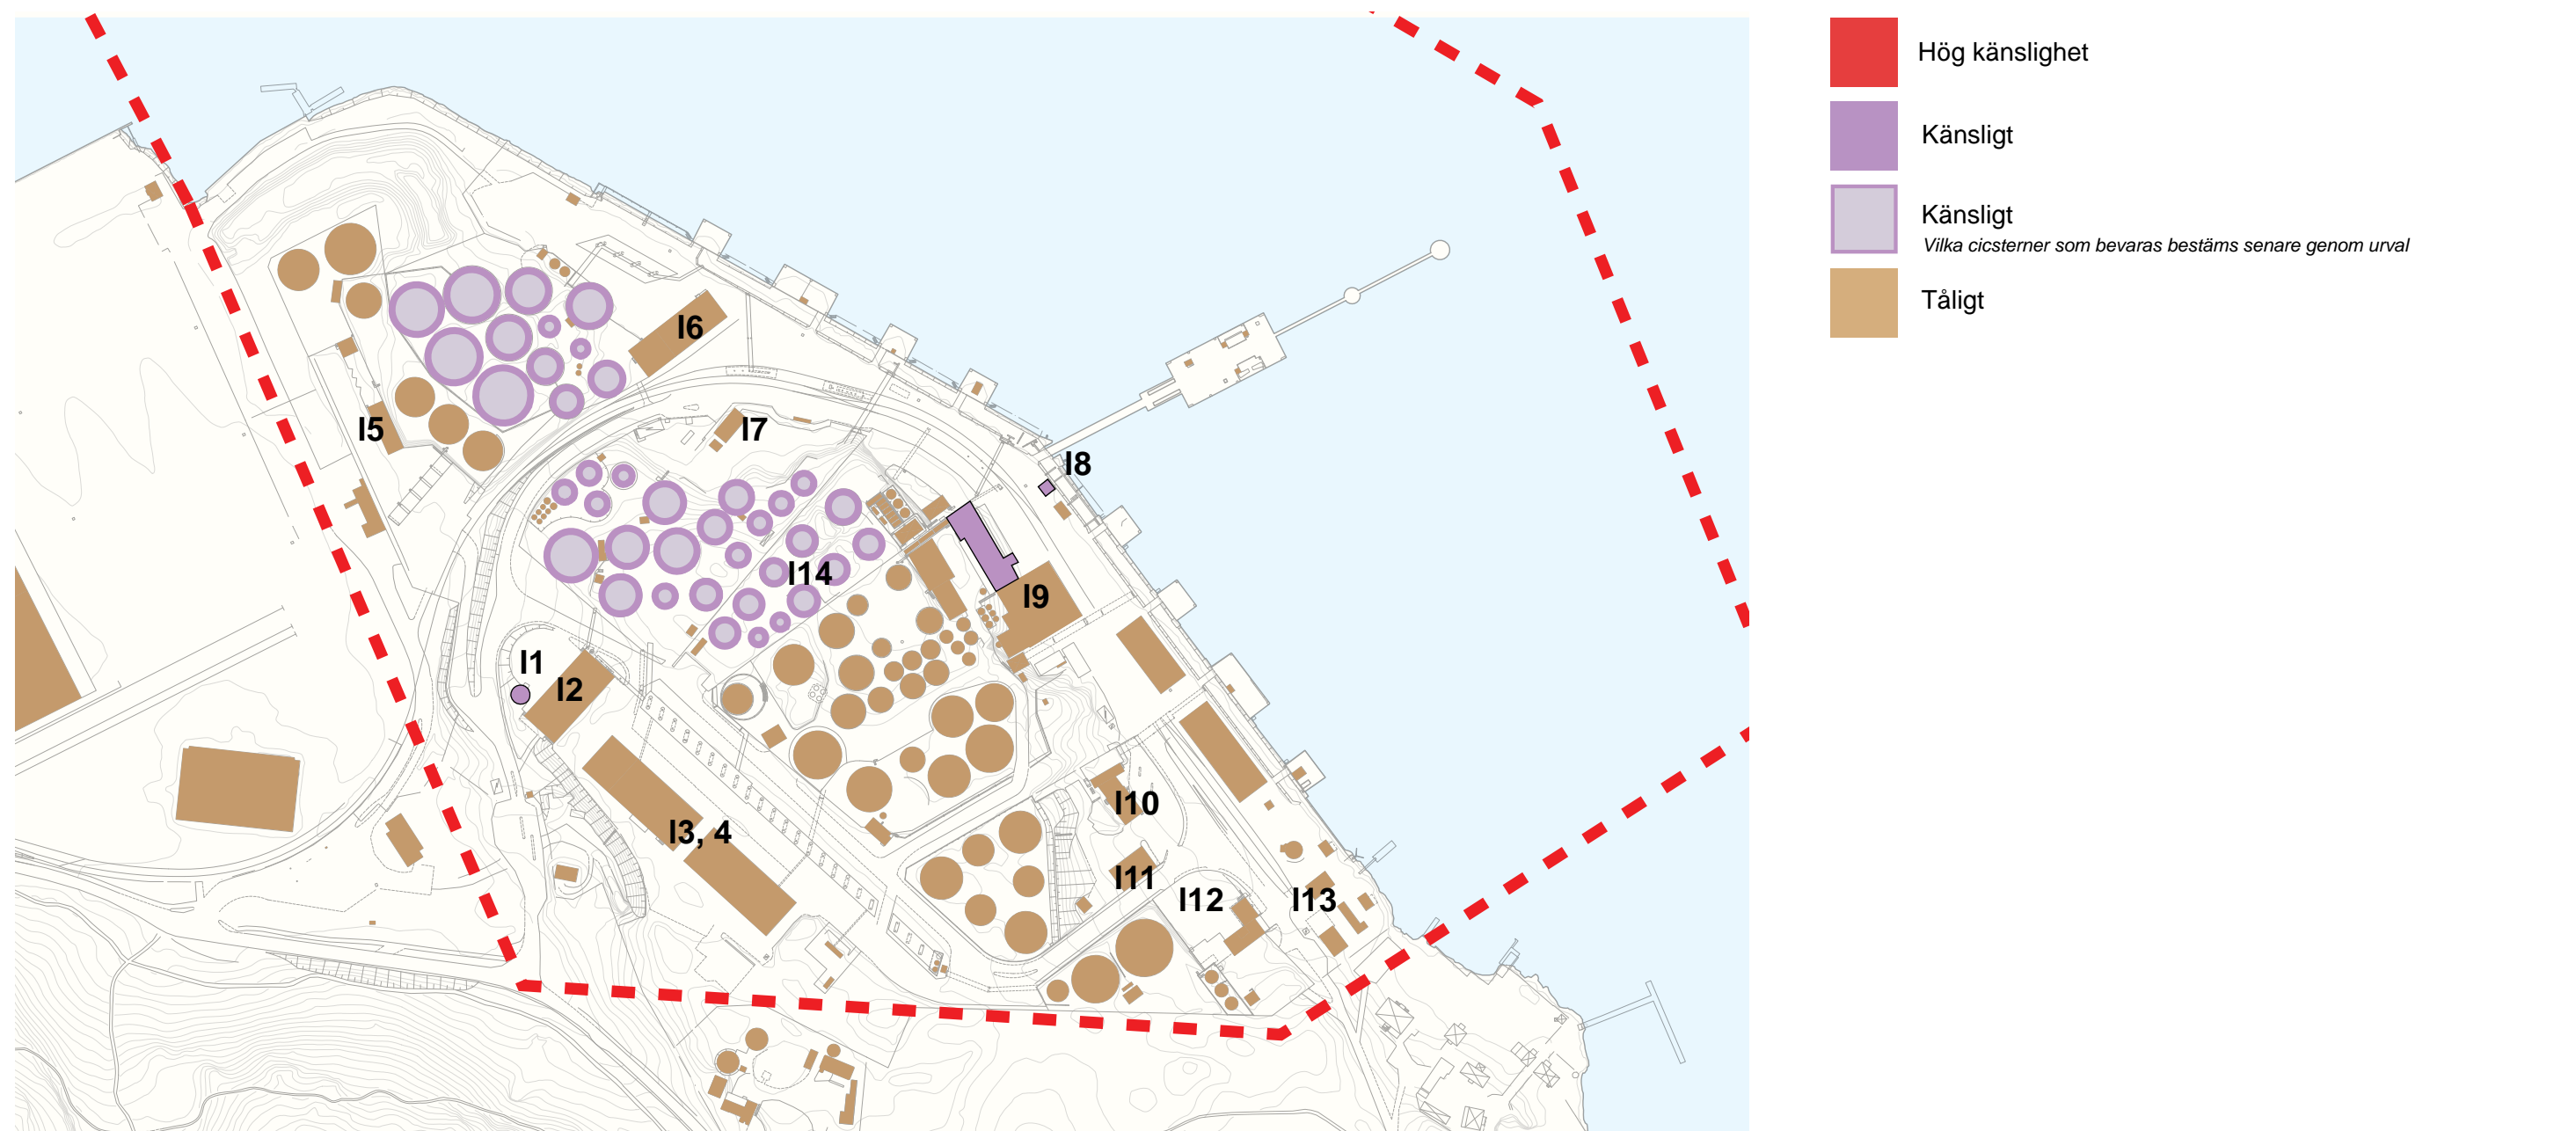 Hög känslighet
Känsligt
Känsligt
Vilka cicsterner som bevaras bestäms senare genom urval
Tåligt
I6
I5
I7
I8
I14
I9
I1
I2
I3, 4
I10
I11
I12
I13